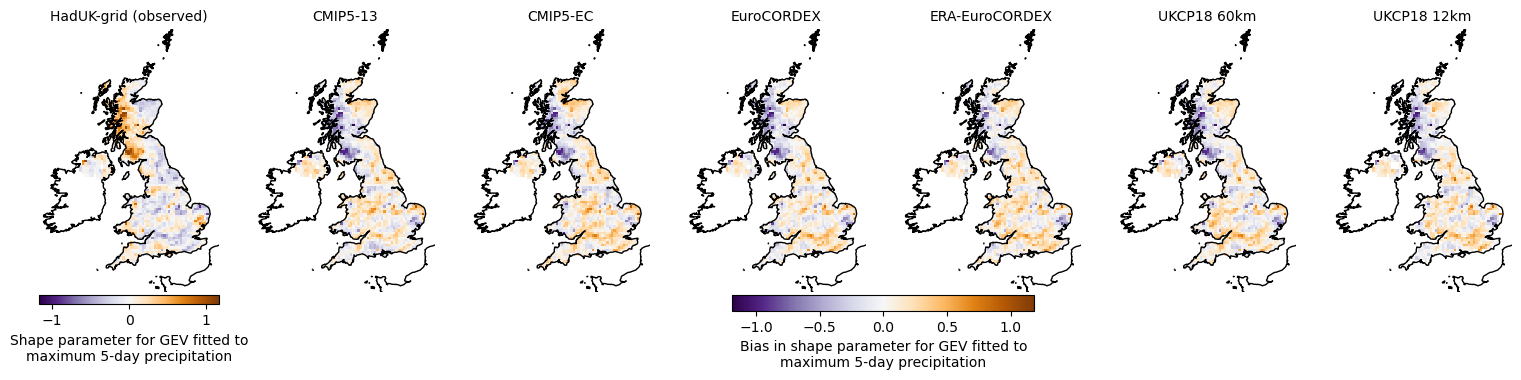 HadUK-grid (observed)
CMIP5-13
CMIP5-EC
EuroCORDEX
ERA-EuroCORDEX
UKCP18 60km
UKCP18 12km
−1 0 1
Shape parameter for GEV fitted to
maximum 5-day precipitation
−1.0 −0.5 0.0 0.5 1.0
Bias in shape parameter for GEV fitted to
maximum 5-day precipitation